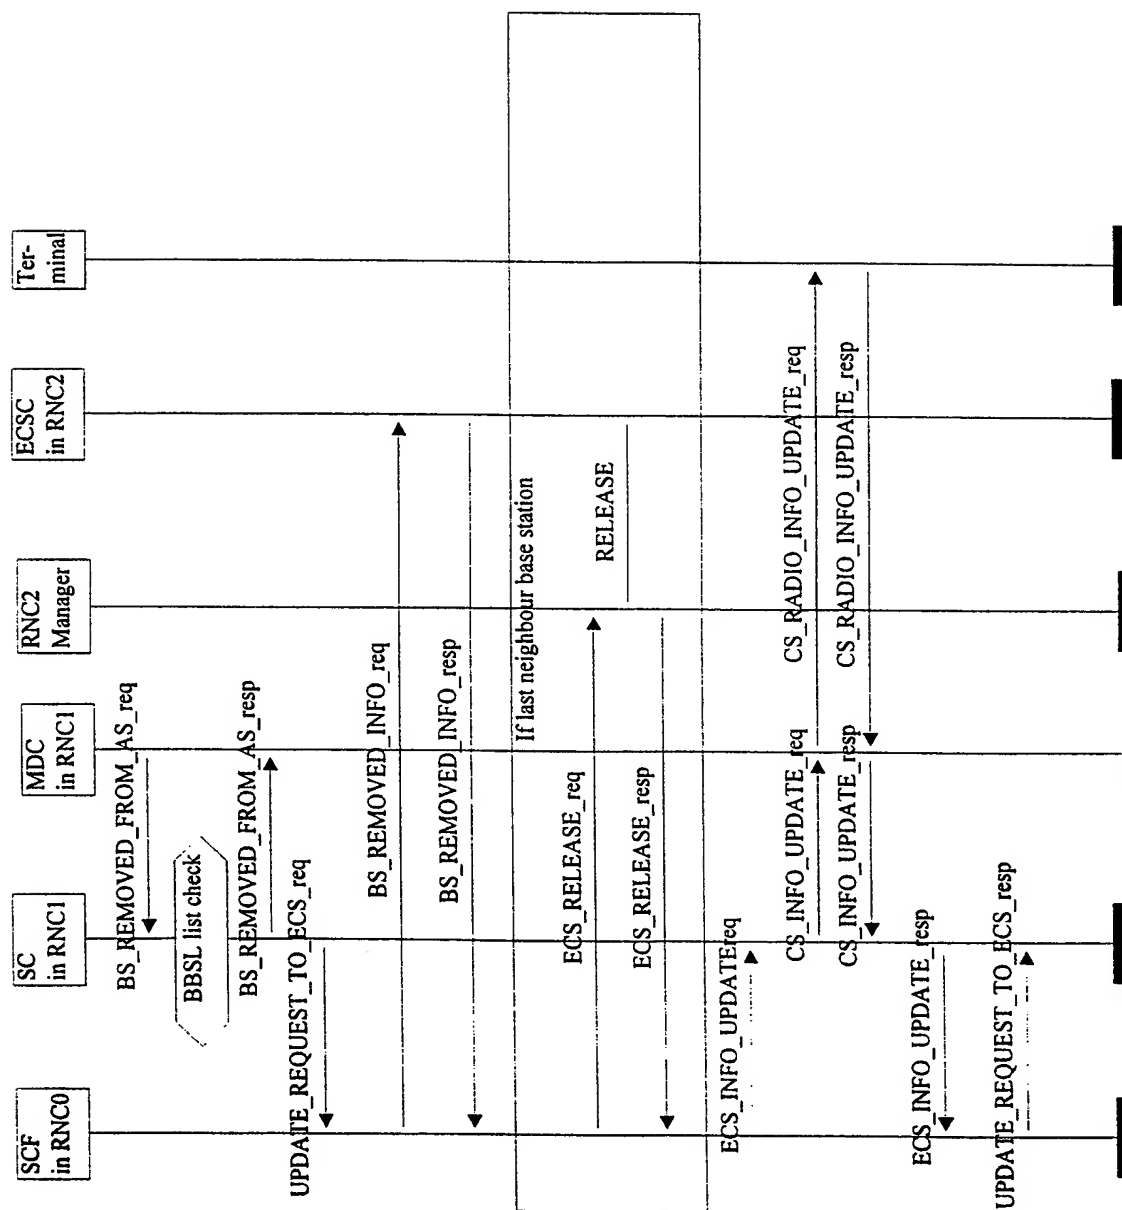 SCF
in RNC0
SC
in RNC1
MDC
in RNC1
RNC2
Manager
ECSC
in RNC2
Ter-
minal
BS_REMOVED_FROM_AS_req
BBSL list check
BS_REMOVED_FROM_AS_resp
UPDATE_REQUEST_TO_ECS_req
BS_REMOVED_INFO_req
BS_REMOVED_INFO_resp
If last neighbour base station
ECS_RELEASE_req
RELEASE
ECS_RELEASE_resp
ECS_INFO_UPDATEreq
CS_INFO_UPDATE_req
CS_RADIO_INFO_UPDATE_req
CS_INFO_UPDATE_resp
CS_RADIO_INFO_UPDATE_resp
ECS_INFO_UPDATE_resp
UPDATE_REQUEST_TO_ECS_resp